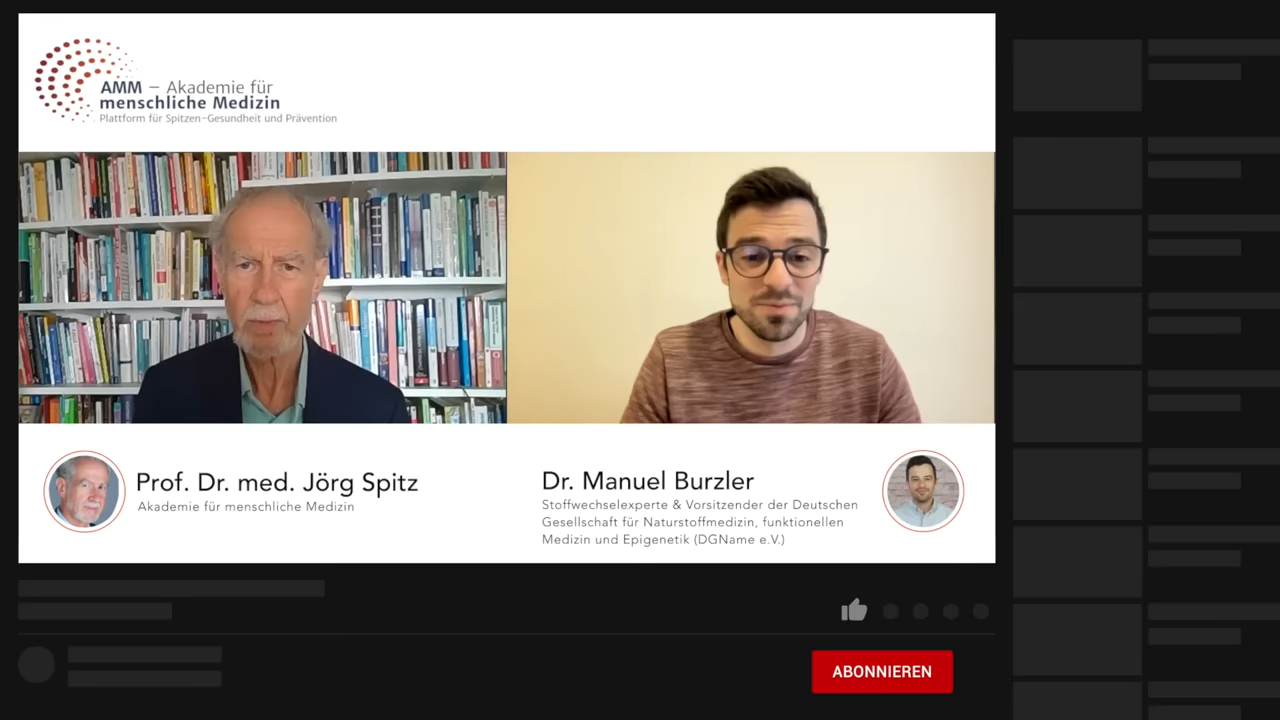 AMM – Akademie für
menschliche Medizin
Plattform für Spitzen-Gesundheit und Prävention
Prof. Dr. med. Jörg Spitz
Akademie für menschliche Medizin
Dr. Manuel Burzler
Stoffwechselexperte & Vorsitzender der Deutschen
Gesellschaft für Naturstoffmedizin, funktionellen
Medizin und Epigenetik (DGName e.V.)
ABONNIEREN